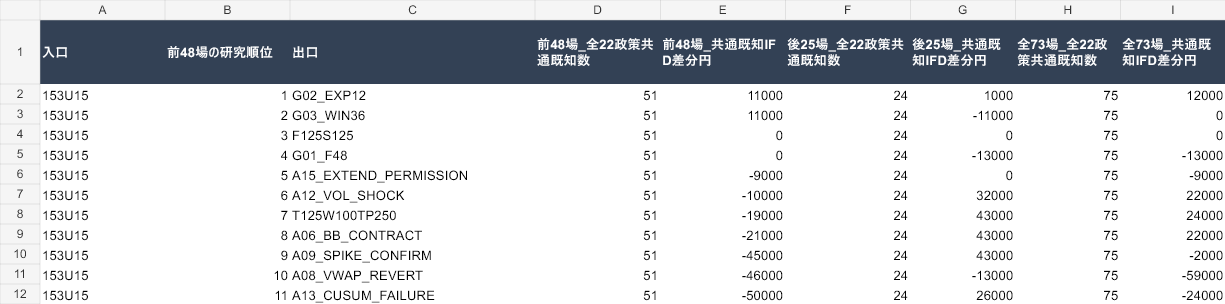 A B C D E F G H I
1 入口 前48場の研究順位 出口 前48場_全22政策共通既知数 前48場_共通既知IFD差分円 後25場_全22政策共通既知数 後25場_共通既知IFD差分円 全73場_全22政策共通既知数 全73場_共通既知IFD差分円
2 153U15 1 G02_EXP12 51 11000 24 1000 75 12000
3 153U15 2 G03_WIN36 51 11000 24 -11000 75 0
4 153U15 3 F125S125 51 0 24 0 75 0
5 153U15 4 G01_F48 51 0 24 -13000 75 -13000
6 153U15 5 A15_EXTEND_PERMISSION 51 -9000 24 0 75 -9000
7 153U15 6 A12_VOL_SHOCK 51 -10000 24 32000 75 22000
8 153U15 7 T125W100TP250 51 -19000 24 43000 75 24000
9 153U15 8 A06_BB_CONTRACT 51 -21000 24 43000 75 22000
10 153U15 9 A09_SPIKE_CONFIRM 51 -45000 24 43000 75 -2000
11 153U15 10 A08_VWAP_REVERT 51 -46000 24 -13000 75 -59000
12 153U15 11 A13_CUSUM_FAILURE 51 -50000 24 26000 75 -24000